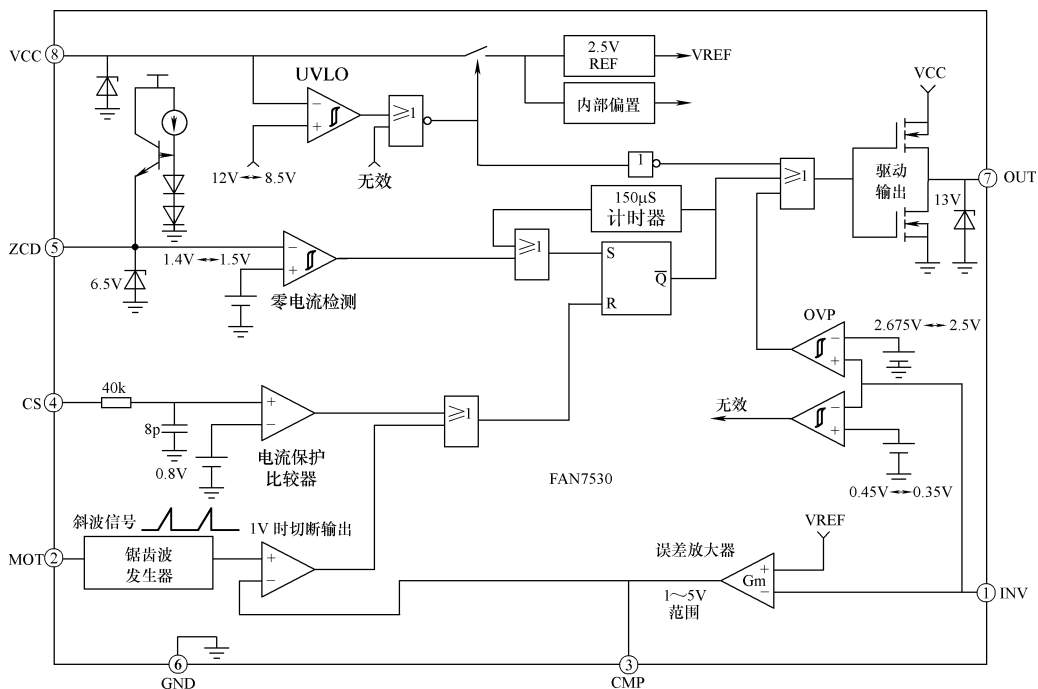 VCC
8
UVLO
−
+
≥1
12V↔8.5V
无效
2.5V
REF
VREF
内部偏置
1
≥1
VCC
驱动
输出
13V
7
OUT
150μS
计时器
ZCD
5
6.5V
1.4V↔1.5V
−
+
零电流检测
≥1
S
R
Q̅
OVP
−
+
2.675V↔2.5V
无效
−
+
0.45V↔0.35V
CS
4
40k
8p
0.8V
+
−
电流保护
比较器
≥1
FAN7530
斜波信号
1V 时切断输出
MOT
2
锯齿波
发生器
+
−
误差放大器
VREF
Gm
+
−
1～5V
范围
1
INV
6
GND
3
CMP